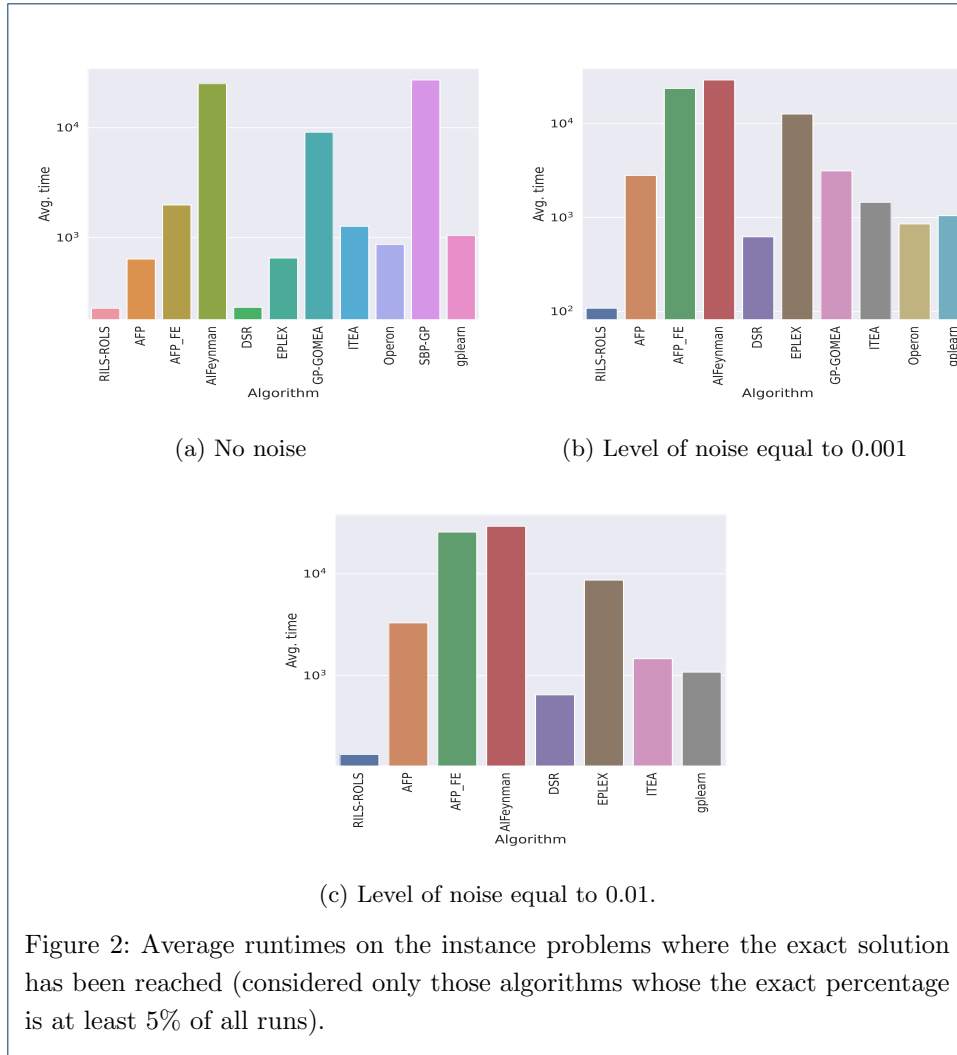 10⁴
10³
Avg. time
RILS-ROLS
AFP
AFP_FE
AIFeynman
DSR
EPLEX
GP-GOMEA
ITEA
Operon
SBP-GP
gplearn
Algorithm
(a) No noise
10⁴
10³
10²
Avg. time
RILS-ROLS
AFP
AFP_FE
AIFeynman
DSR
EPLEX
GP-GOMEA
ITEA
Operon
gplearn
Algorithm
(b) Level of noise equal to 0.001
10⁴
10³
Avg. time
RILS-ROLS
AFP
AFP_FE
AIFeynman
DSR
EPLEX
ITEA
gplearn
Algorithm
(c) Level of noise equal to 0.01.
Figure 2: Average runtimes on the instance problems where the exact solution
has been reached (considered only those algorithms whose the exact percentage
is at least 5% of all runs).